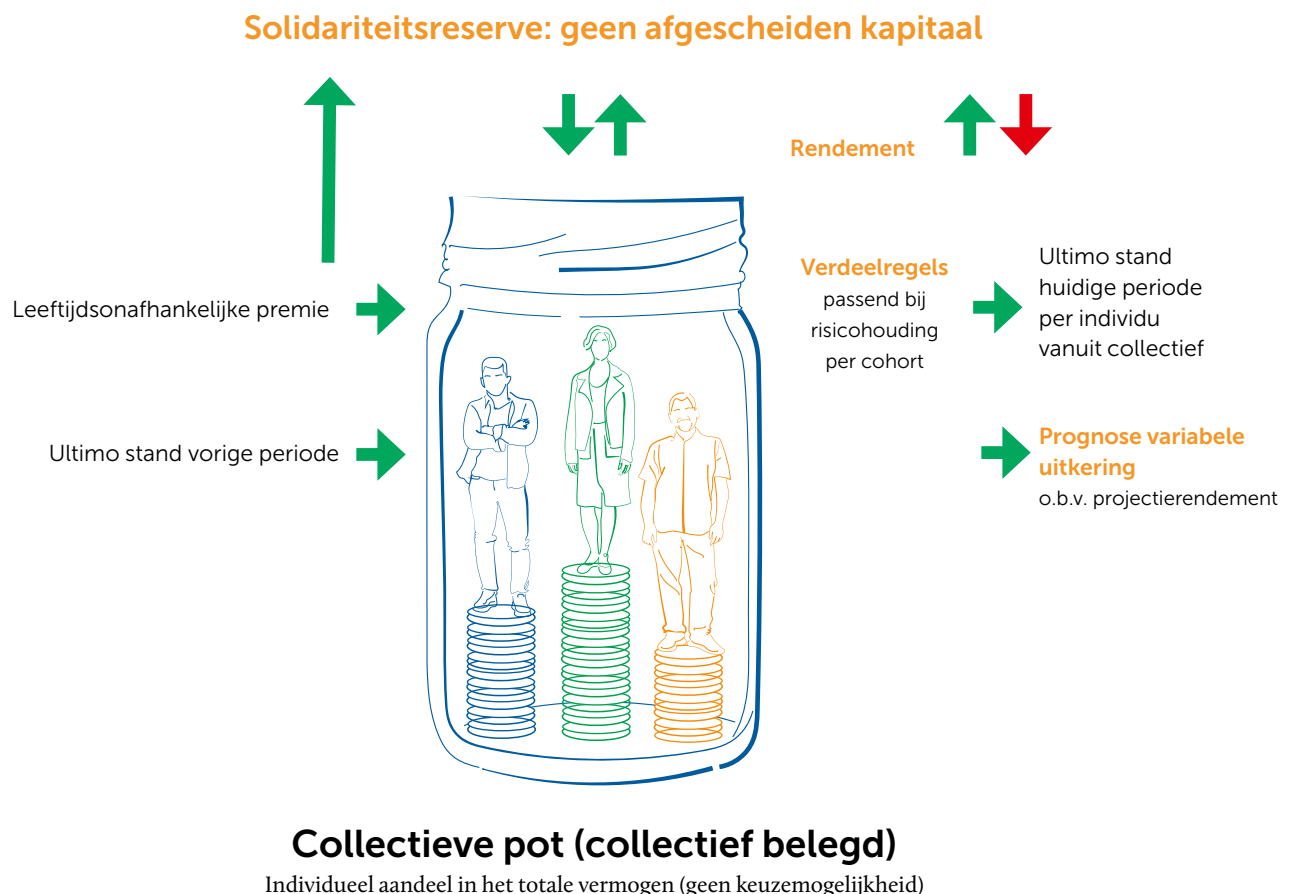 Solidariteitsreserve: geen afgescheiden kapitaal
Rendement
Leeftijdsonafhankelijke premie
Ultimo stand vorige periode
Verdeelregels
passend bij
risicohouding
per cohort
Ultimo stand
huidige periode
per individu
vanuit collectief
Prognose variabele
uitkering
o.b.v. projectierendement
Collectieve pot (collectief belegd)
Individueel aandeel in het totale vermogen (geen keuzemogelijkheid)